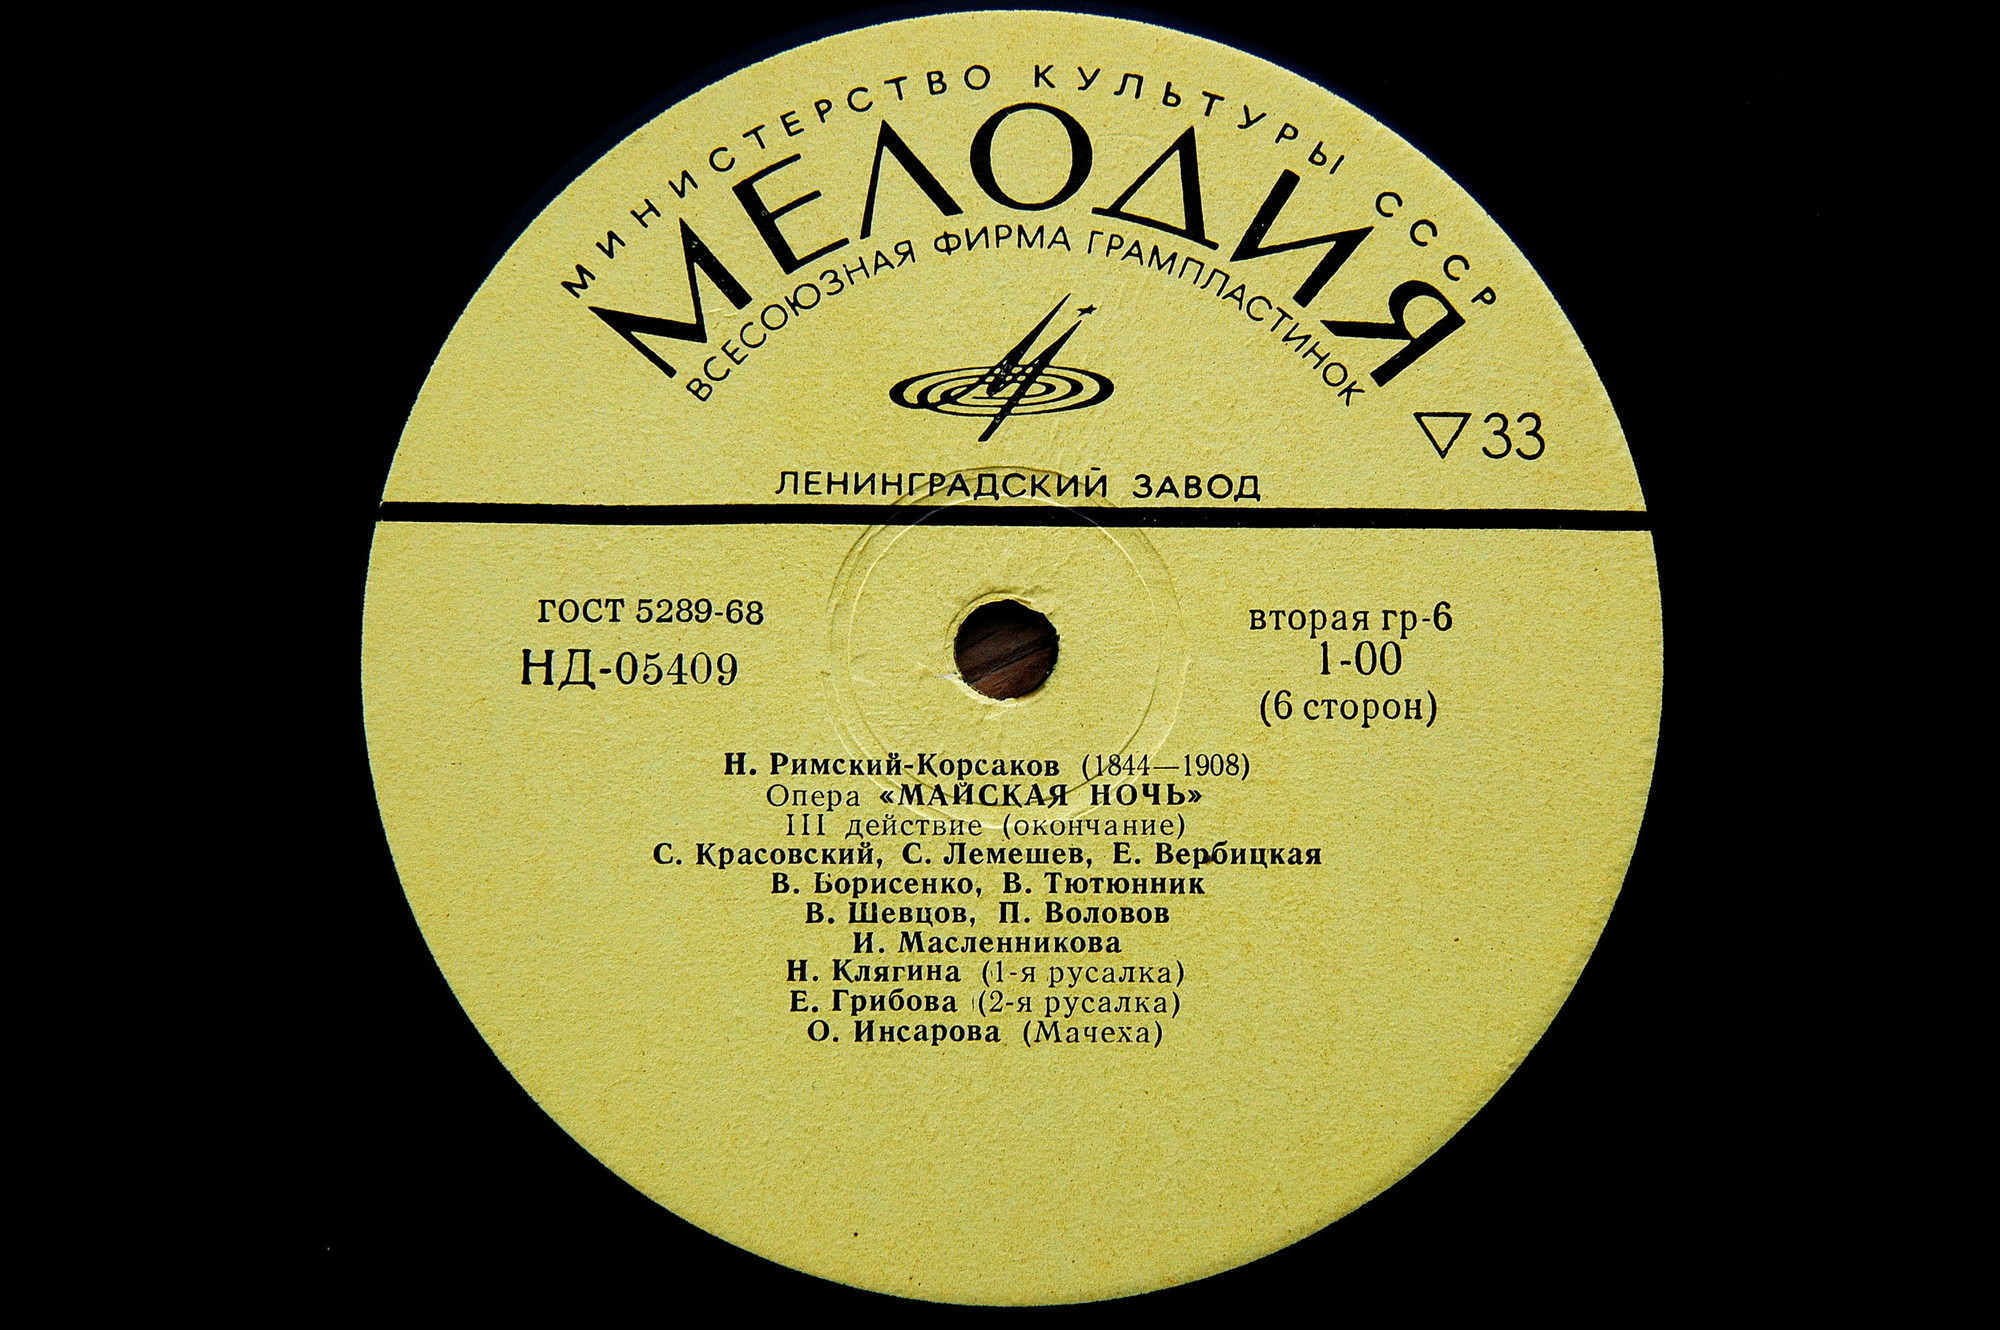 МИНИСТЕРСТВО КУЛЬТУРЫ СССР
МЕЛОДИЯ
ВСЕСОЮЗНАЯ ФИРМА ГРАМПЛАСТИНОК
33
ЛЕНИНГРАДСКИЙ ЗАВОД
ГОСТ 5289-68
НД-05409
вторая гр-6
1-00
(6 сторон)
Н. Римский-Корсаков (1844—1908)
Опера «МАЙСКАЯ НОЧЬ»
III действие (окончание)
С. Красовский, С. Лемешев, Е. Вербицкая
В. Борисенко, В. Тютюнник
В. Шевцов, П. Воловов
И. Масленникова
Н. Клягина (1-я русалка)
Е. Грибова (2-я русалка)
О. Инсарова (Мачеха)